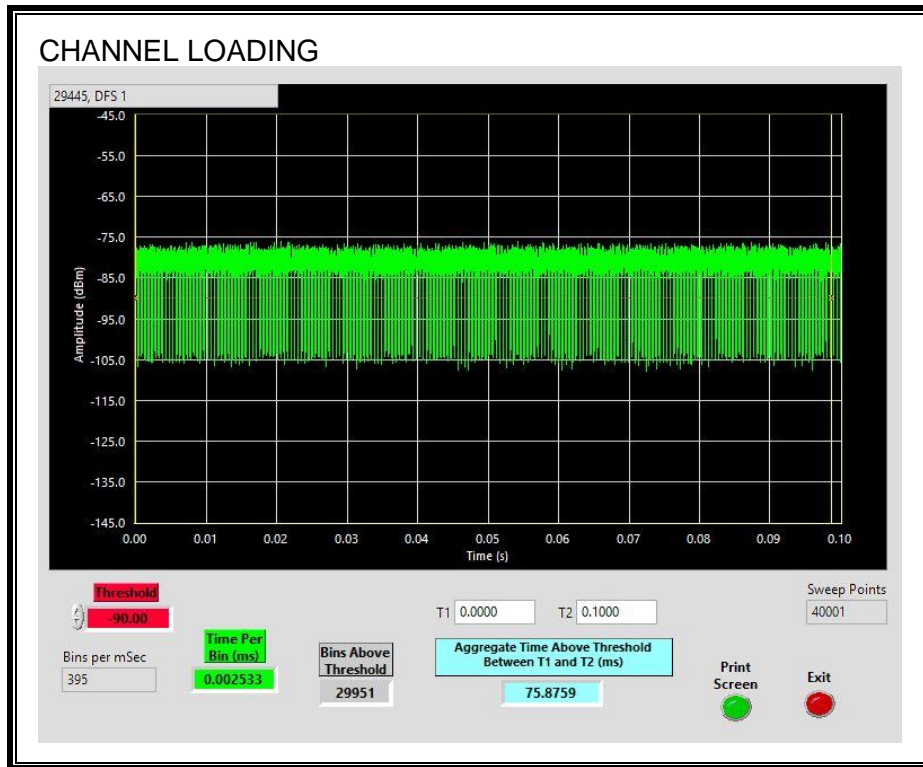 CHANNEL LOADING
29445, DFS 1
-45.0
-55.0
-65.0
-75.0
-85.0
-95.0
-105.0
-115.0
-125.0
-135.0
-145.0
Amplitude (dBm)
0.00 0.01 0.02 0.03 0.04 0.05 0.06 0.07 0.08 0.09 0.10
Time (s)
Threshold
-90.00
Bins per mSec
395
Time Per
Bin (ms)
0.002533
Bins Above
Threshold
29951
T1 0.0000 T2 0.1000
Aggregate Time Above Threshold
Between T1 and T2 (ms)
75.8759
Sweep Points
40001
Print
Screen
Exit